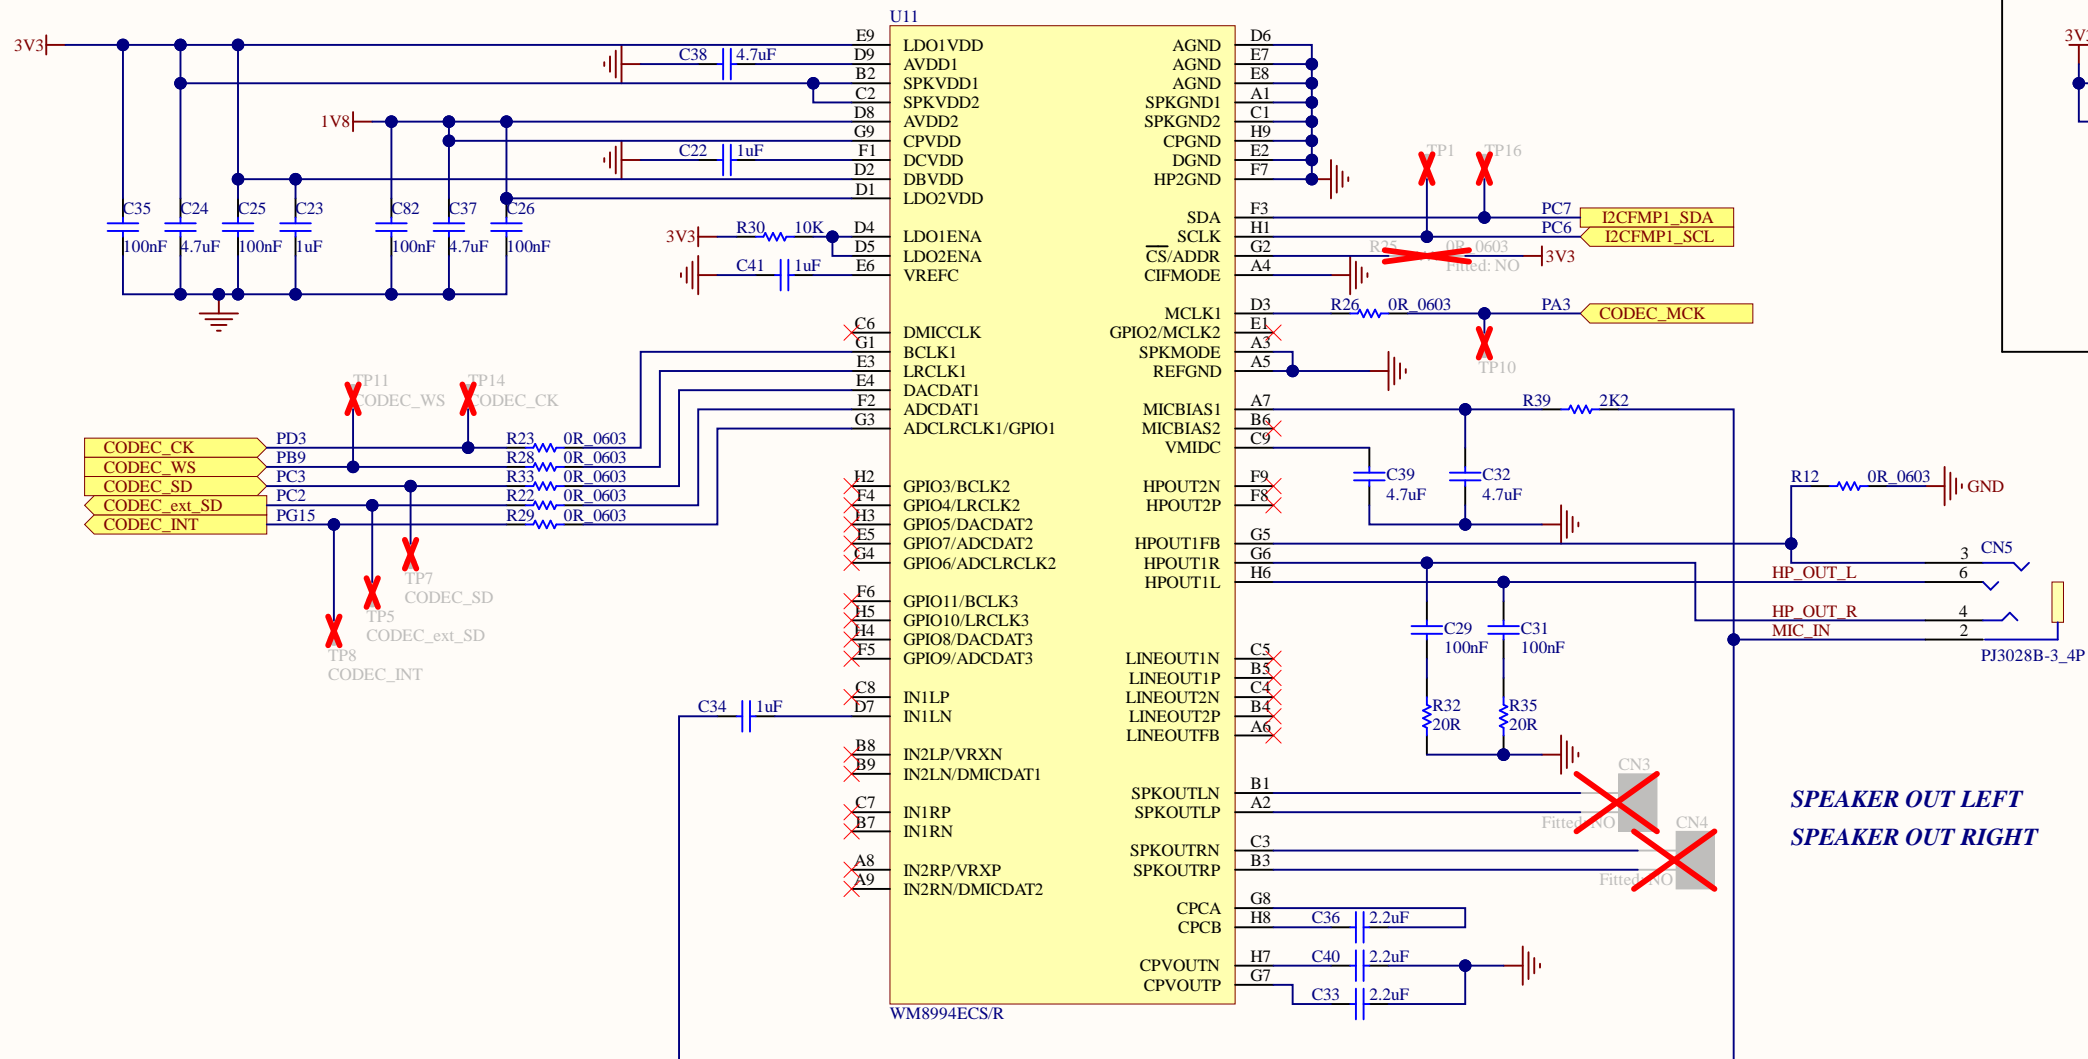 U11
3V3
C38 4.7uF
1V8
C22 1uF
C35 100nF
C24 4.7uF
C25 100nF
C23 1uF
C82 100nF
C37 4.7uF
C26 100nF
3V3 R30 10K
C41 1uF
E9 LDO1VDD
D9 AVDD1
B2 SPKVDD1
C2 SPKVDD2
D8 AVDD2
G9 CPVDD
F1 DCVDD
D2 DBVDD
D1 LDO2VDD
D4 LDO1ENA
D5 LDO2ENA
E6 VREFC
C6 DMICCLK
G1 BCLK1
E3 LRCLK1
E4 DACDAT1
F2 ADCDAT1
G3 ADCLRCLK1/GPIO1
H2 GPIO3/BCLK2
F4 GPIO4/LRCLK2
H3 GPIO5/DACDAT2
E5 GPIO7/ADCDAT2
G4 GPIO6/ADCLRCLK2
F6 GPIO11/BCLK3
H5 GPIO10/LRCLK3
H4 GPIO8/DACDAT3
F5 GPIO9/ADCDAT3
C8 IN1LP
D7 IN1LN
B8 IN2LP/VRXN
B9 IN2LN/DMICDAT1
C7 IN1RP
B7 IN1RN
A8 IN2RP/VRXP
A9 IN2RN/DMICDAT2
TP11
CODEC_WS
TP14
CODEC_CK
CODEC_CK PD3 R23 0R_0603
CODEC_WS PB9 R28 0R_0603
CODEC_SD PC3 R33 0R_0603
CODEC_ext_SD PC2 R22 0R_0603
CODEC_INT PG15 R29 0R_0603
TP7
CODEC_SD
TP5
CODEC_ext_SD
TP8
CODEC_INT
C34 1uF
AGND D6
AGND E7
AGND E8
SPKGND1 A1
SPKGND2 C1
CPGND H9
DGND E2
HP2GND F7
SDA F3
SCLK H1
CS/ADDR G2
CIFMODE A4
MCLK1 D3
GPIO2/MCLK2 E1
SPKMODE A3
REFGND A5
MICBIAS1 A7
MICBIAS2 B6
VMIDC C9
HPOUT2N F9
HPOUT2P F8
HPOUT1FB G5
HPOUT1R G6
HPOUT1L H6
LINEOUT1N C5
LINEOUT1P B5
LINEOUT2N C4
LINEOUT2P B4
LINEOUTFB A6
SPKOUTLN B1
SPKOUTLP A2
SPKOUTRN C3
SPKOUTRP B3
CPCA G8
CPCB H8
CPVOUTN H7
CPVOUTP G7
WM8994ECS/R
TP1
TP16
PC7 I2CFMP1_SDA
PC6 I2CFMP1_SCL
R25 0R_0603
Fitted: NO
3V3
R26 0R_0603 PA3 CODEC_MCK
TP10
R39 2K2
C39 4.7uF
C32 4.7uF
R12 0R_0603 GND
3 CN5
HP_OUT_L 6
HP_OUT_R 4
MIC_IN 2
PJ3028B-3_4P
C29 100nF
C31 100nF
R32 20R
R35 20R
CN3
Fitted: NO
CN4
Fitted: NO
SPEAKER OUT LEFT
SPEAKER OUT RIGHT
C36 2.2uF
C40 2.2uF
C33 2.2uF